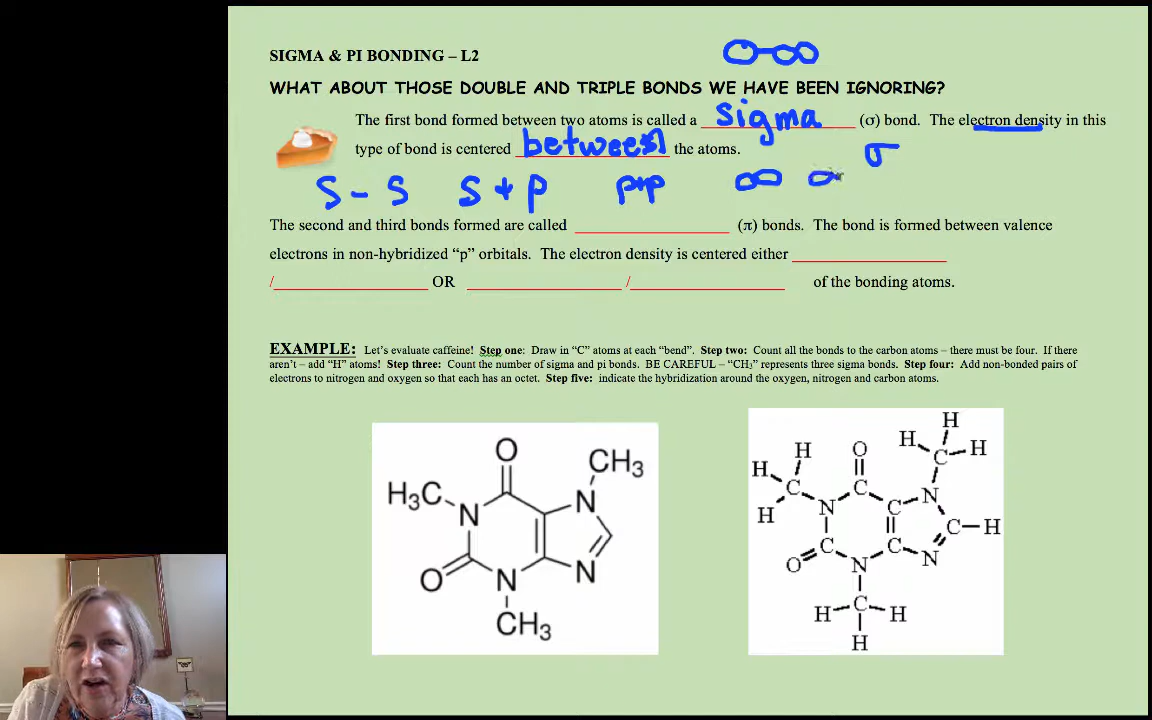 SIGMA & PI BONDING – L2
WHAT ABOUT THOSE DOUBLE AND TRIPLE BONDS WE HAVE BEEN IGNORING?
The first bond formed between two atoms is called a sigma (σ) bond. The electron density in this
type of bond is centered between the atoms. σ
S - S S + p p+p
The second and third bonds formed are called ____________ (π) bonds. The bond is formed between valence
electrons in non-hybridized “p” orbitals. The electron density is centered either ____________
/____________ OR ____________ /____________ of the bonding atoms.
EXAMPLE: Let’s evaluate caffeine! Step one: Draw in “C” atoms at each “bend”. Step two: Count all the bonds to the carbon atoms – there must be four. If there
aren’t – add “H” atoms! Step three: Count the number of sigma and pi bonds. BE CAREFUL – “CH₃” represents three sigma bonds. Step four: Add non-bonded pairs of
electrons to nitrogen and oxygen so that each has an octet. Step five: indicate the hybridization around the oxygen, nitrogen and carbon atoms.
O
CH₃
H₃C
N
N
O
N
N
CH₃
H
H
H
C
H
O
H
C
H
C
N
N
C
C
H
C
C
N
O
N
H
C
H
H